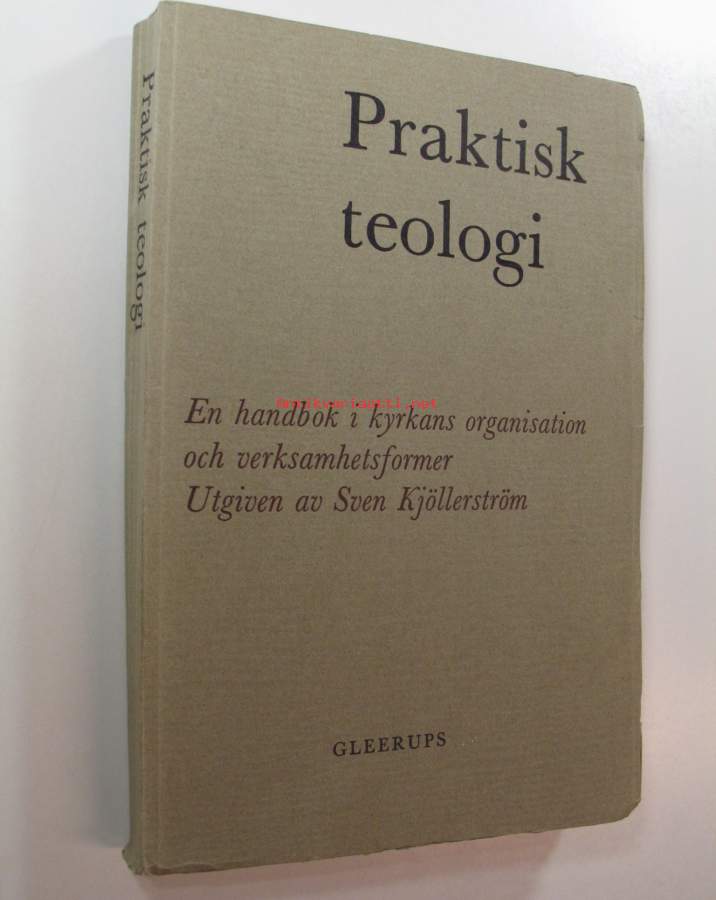 Praktisk teologi
Praktisk
teologi
En handbok i kyrkans organisation
och verksamhetsformer
Utgiven av Sven Kjöllerström
GLEERUPS